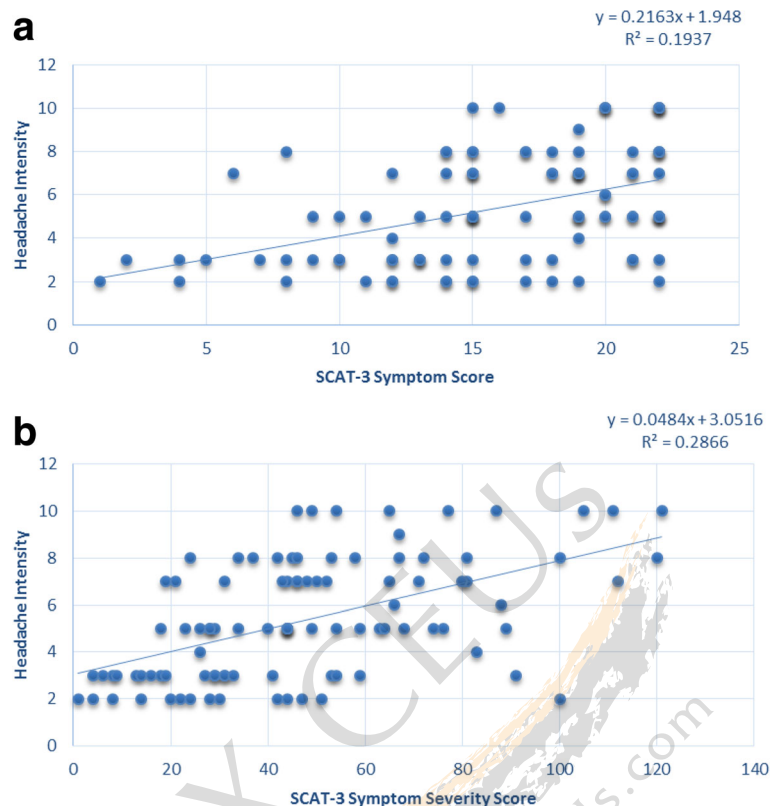 a
y = 0.2163x + 1.948
R² = 0.1937
12
10
8
6
4
2
0
Headache Intensity
0 5 10 15 20 25
SCAT-3 Symptom Score
b
y = 0.0484x + 3.0516
R² = 0.2866
12
10
8
6
4
2
0
Headache Intensity
0 20 40 60 80 100 120 140
SCAT-3 Symptom Severity Score
CEUS
s.com